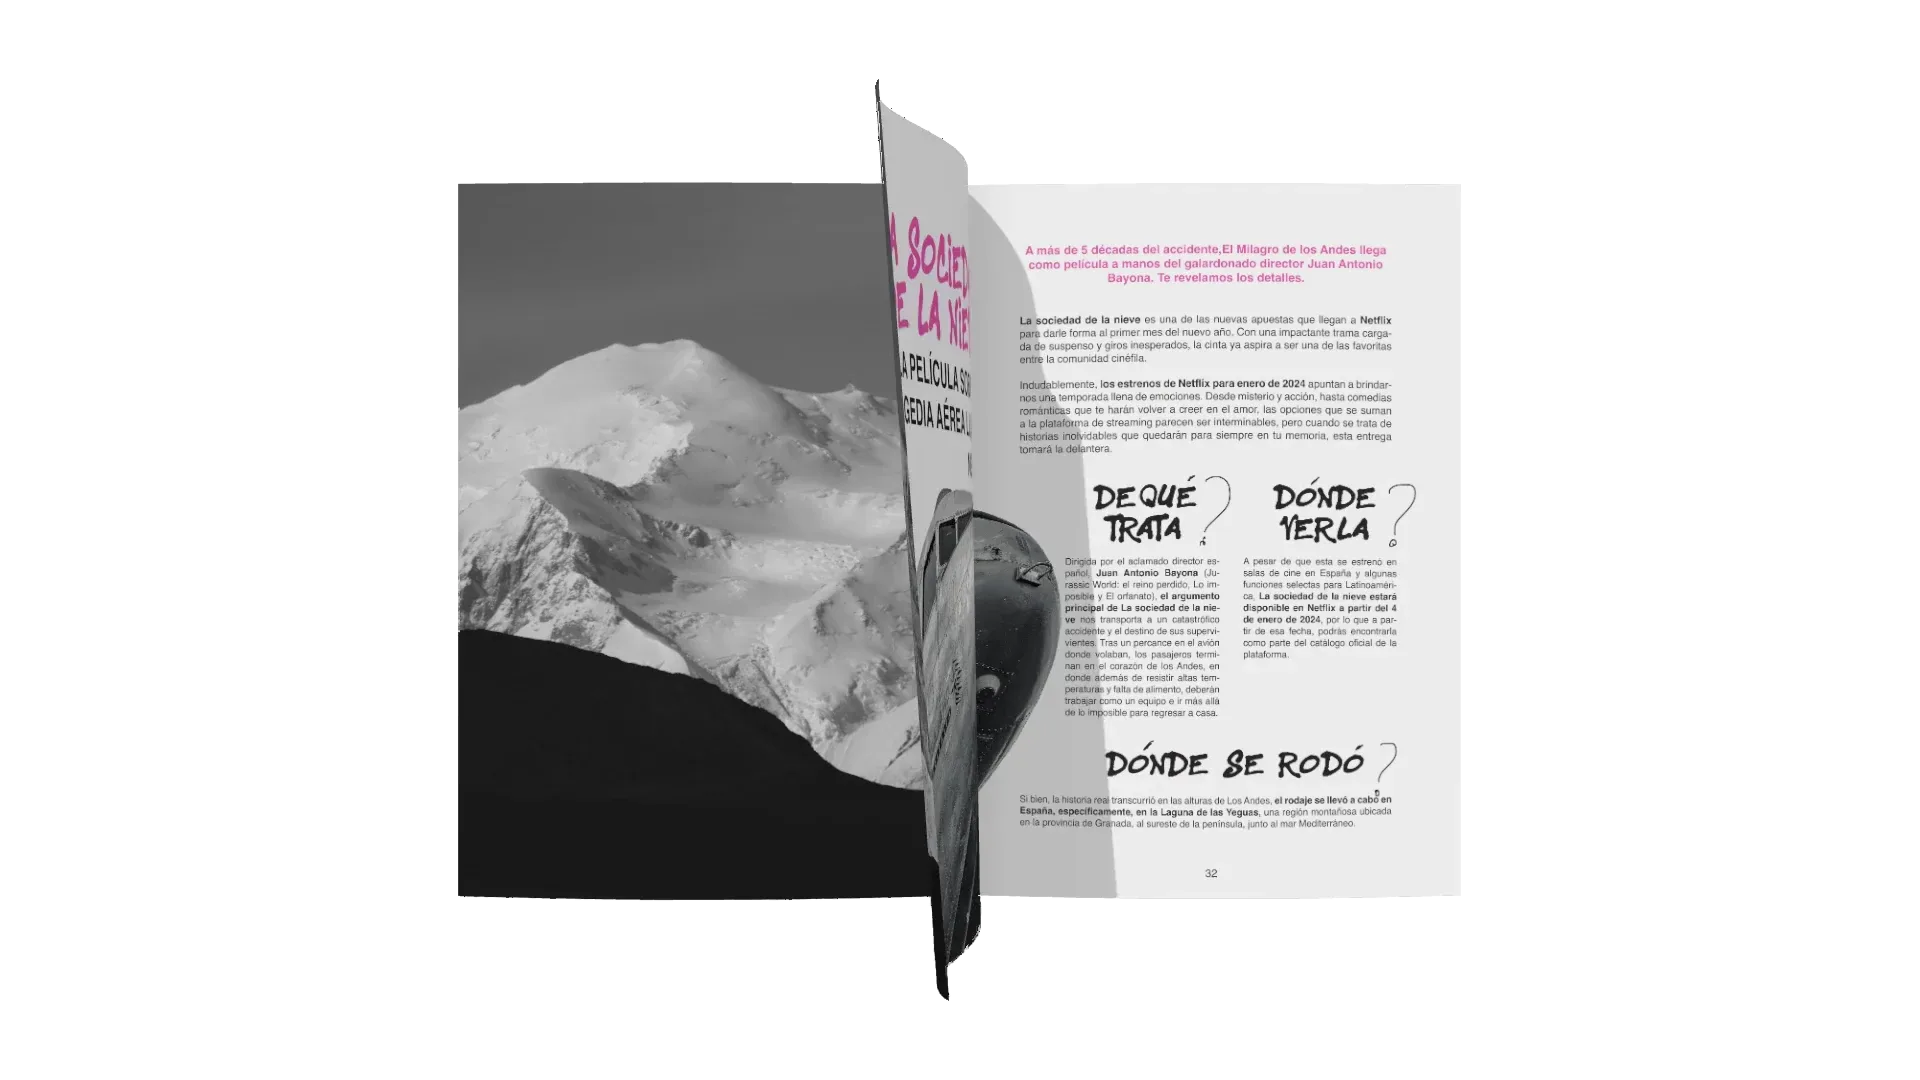 SOCIED
E LA NIE
A PELÍCULA SO
GEDIA AÉREA L
A más de 5 décadas del accidente,El Milagro de los Andes llega
como película a manos del galardonado director Juan Antonio
Bayona. Te revelamos los detalles.
La sociedad de la nieve es una de las nuevas apuestas que llegan a Netflix
para darle forma al primer mes del nuevo año. Con una impactante trama carga-
da de suspenso y giros inesperados, la cinta ya aspira a ser una de las favoritas
entre la comunidad cinéfila.
Indudablemente, los estrenos de Netflix para enero de 2024 apuntan a brindar-
nos una temporada llena de emociones. Desde misterio y acción, hasta comedias
románticas que te harán volver a creer en el amor, las opciones que se suman
a la plataforma de streaming parecen ser interminables, pero cuando se trata de
historias inolvidables que quedarán para siempre en tu memoria, esta entrega
tomará la delantera.
DE QUÉ
TRATA?
Dirigida por el aclamado director es-
pañol, Juan Antonio Bayona (Ju-
rassic World: el reino perdido, Lo im-
posible y El orfanato), el argumento
principal de La sociedad de la nie-
ve nos transporta a un catastrófico
accidente y el destino de sus supervi-
vientes. Tras un percance en el avión
donde volaban, los pasajeros termi-
nan en el corazón de los Andes, en
donde además de resistir altas tem-
peraturas y falta de alimento, deberán
trabajar como un equipo e ir más allá
de lo imposible para regresar a casa.
DÓNDE
VERLA?
A pesar de que esta se estrenó en
salas de cine en España y algunas
funciones selectas para Latinoaméri-
ca, La sociedad de la nieve estará
disponible en Netflix a partir del 4
de enero de 2024, por lo que a par-
tir de esa fecha, podrás encontrarla
como parte del catálogo oficial de la
plataforma.
DÓNDE SE RODÓ?
Si bien, la historia real transcurrió en las alturas de Los Andes, el rodaje se llevó a cabo en
España, específicamente, en la Laguna de las Yeguas, una región montañosa ubicada
en la provincia de Granada, al sureste de la península, junto al mar Mediterráneo.
32